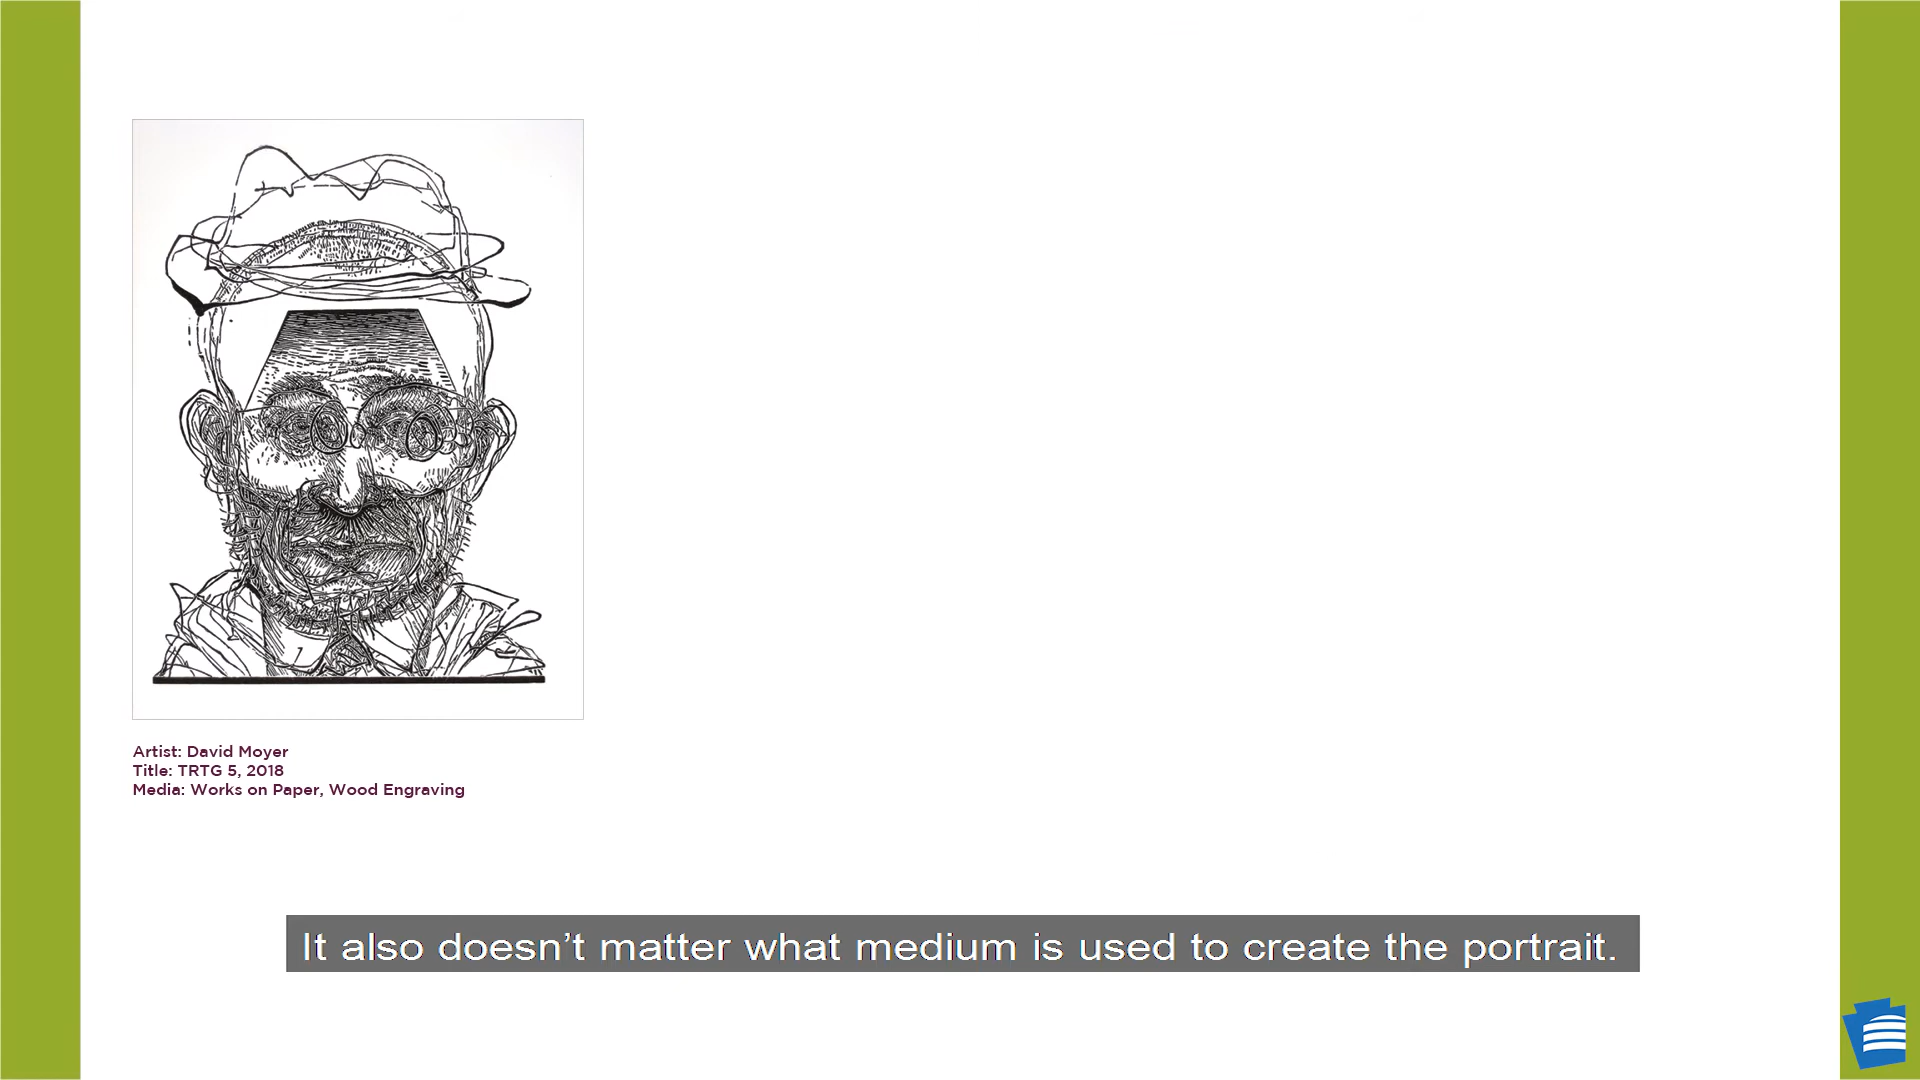 Artist: David Moyer
Title: TRTG 5, 2018
Media: Works on Paper, Wood Engraving
It also doesn’t matter what medium is used to create the portrait.